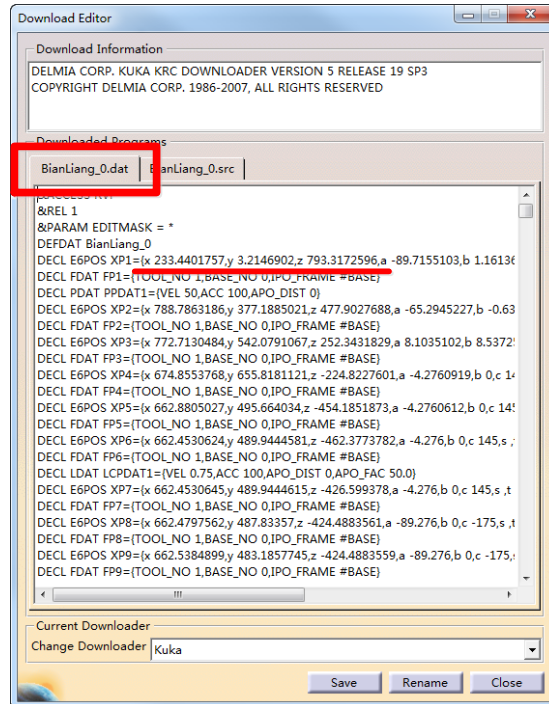 Download Editor
Download Information
DELMIA CORP. KUKA KRC DOWNLOADER VERSION 5 RELEASE 19 SP3
COPYRIGHT DELMIA CORP. 1986-2007, ALL RIGHTS RESERVED
Downloaded Programs
BianLiang_0.dat BianLiang_0.src
&REL 1
&PARAM EDITMASK = *
DEFDAT BianLiang_0
DECL E6POS XP1={x 233.4401757,y 3.2146902,z 793.3172596,a -89.7155103,b 1.16136
DECL FDAT FP1={TOOL_NO 1,BASE_NO 0,IPO_FRAME #BASE}
DECL PDAT PPDAT1={VEL 50,ACC 100,APO_DIST 0}
DECL E6POS XP2={x 788.7863186,y 377.1885021,z 477.9027688,a -65.2945227,b -0.63
DECL FDAT FP2={TOOL_NO 1,BASE_NO 0,IPO_FRAME #BASE}
DECL E6POS XP3={x 772.7130484,y 542.0791067,z 252.3431829,a 8.1035102,b 8.5372
DECL FDAT FP3={TOOL_NO 1,BASE_NO 0,IPO_FRAME #BASE}
DECL E6POS XP4={x 674.8553768,y 655.8181121,z -224.8227601,a -4.2760919,b 0,c 14
DECL FDAT FP4={TOOL_NO 1,BASE_NO 0,IPO_FRAME #BASE}
DECL E6POS XP5={x 662.8805027,y 495.664034,z -454.1851873,a -4.2760612,b 0,c 145
DECL FDAT FP5={TOOL_NO 1,BASE_NO 0,IPO_FRAME #BASE}
DECL E6POS XP6={x 662.4530624,y 489.9444581,z -462.3773782,a -4.276,b 0,c 145,s ,
DECL FDAT FP6={TOOL_NO 1,BASE_NO 0,IPO_FRAME #BASE}
DECL LDAT LCPDAT1={VEL 0.75,ACC 100,APO_DIST 0,APO_FAC 50.0}
DECL E6POS XP7={x 662.4530645,y 489.9444615,z -426.599378,a -4.276,b 0,c 145,s ,t
DECL FDAT FP7={TOOL_NO 1,BASE_NO 0,IPO_FRAME #BASE}
DECL E6POS XP8={x 662.4797562,y 487.83357,z -424.4883561,a -89.276,b 0,c -175,s ,t
DECL FDAT FP8={TOOL_NO 1,BASE_NO 0,IPO_FRAME #BASE}
DECL E6POS XP9={x 662.5384899,y 483.1857745,z -424.4883559,a -89.276,b 0,c -175,
DECL FDAT FP9={TOOL_NO 1,BASE_NO 0,IPO_FRAME #BASE}
Current Downloader
Change Downloader Kuka
Save Rename Close